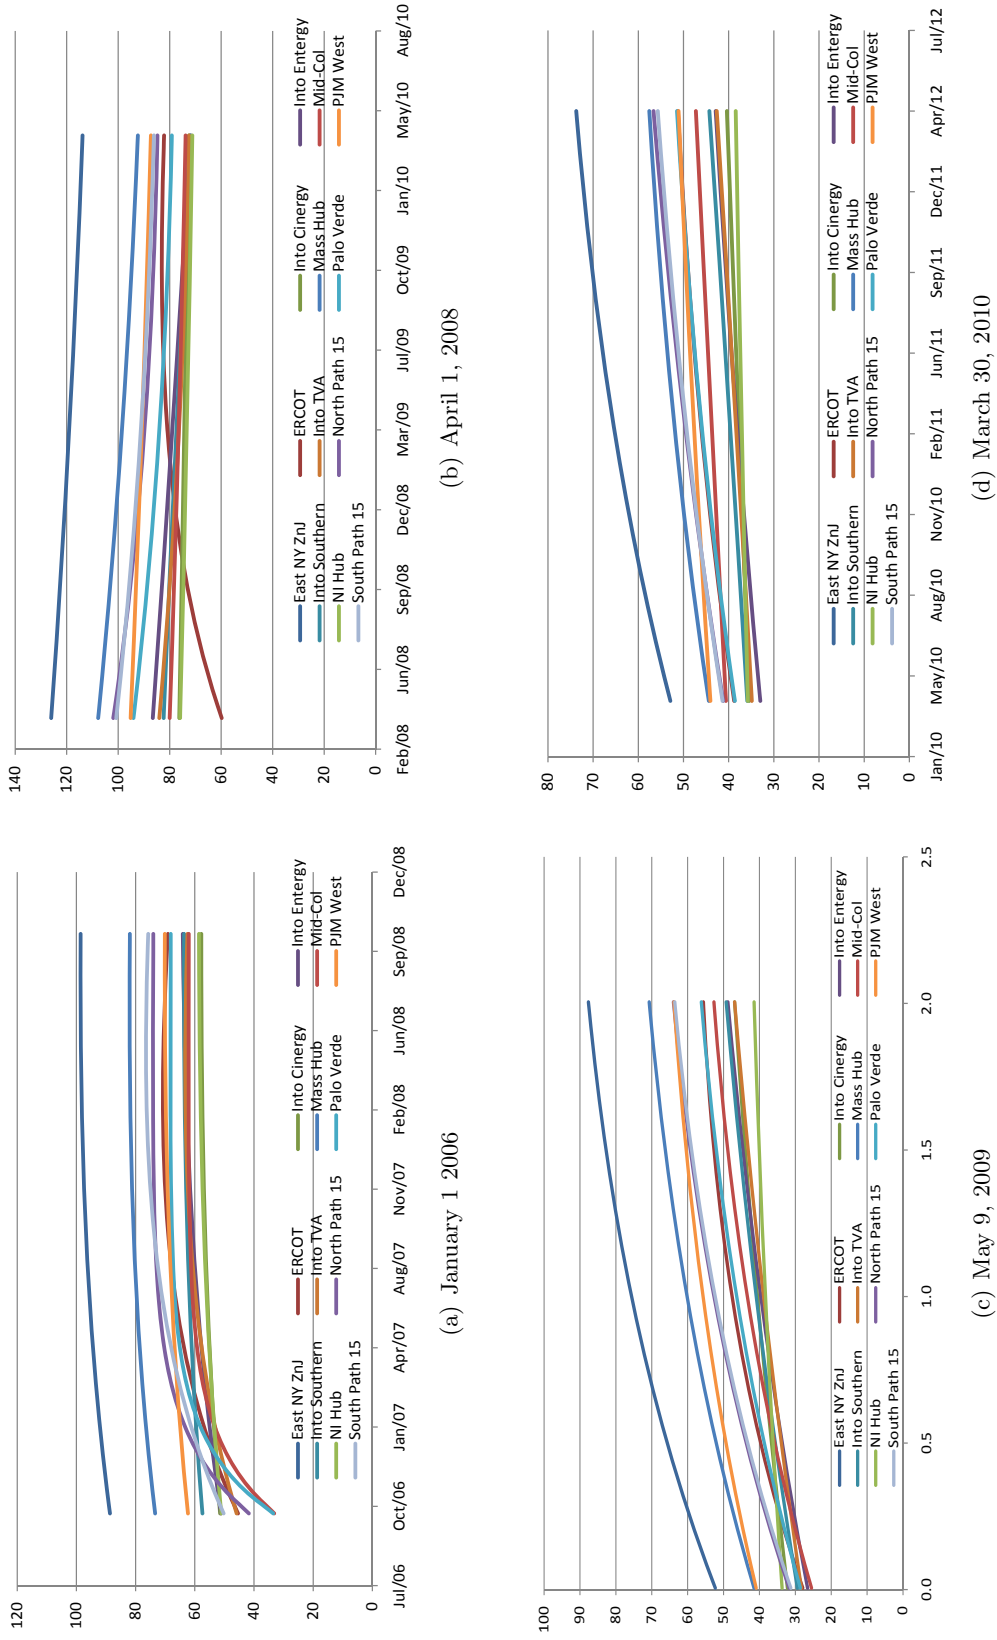 120
100
80
60
40
20
0
Jul/06 Oct/06 Jan/07 Apr/07 Aug/07 Nov/07 Feb/08 Jun/08 Sep/08 Dec/08
East NY ZnJ ERCOT Into Cinergy Into Entergy
Into Southern Into TVA Mass Hub Mid-Col
NI Hub North Path 15 Palo Verde PJM West
South Path 15
(a) January 1 2006
140
120
100
80
60
40
20
0
Feb/08 Jun/08 Sep/08 Dec/08 Mar/09 Jul/09 Oct/09 Jan/10 May/10 Aug/10
East NY ZnJ ERCOT Into Cinergy Into Entergy
Into Southern Into TVA Mass Hub Mid-Col
NI Hub North Path 15 Palo Verde PJM West
South Path 15
(b) April 1, 2008
100
90
80
70
60
50
40
30
20
10
0
0.0 0.5 1.0 1.5 2.0 2.5
East NY ZnJ ERCOT Into Cinergy Into Entergy
Into Southern Into TVA Mass Hub Mid-Col
NI Hub North Path 15 Palo Verde PJM West
South Path 15
(c) May 9, 2009
80
70
60
50
40
30
20
10
0
Jan/10 May/10 Aug/10 Nov/10 Feb/11 Jun/11 Sep/11 Dec/11 Apr/12 Jul/12
East NY ZnJ ERCOT Into Cinergy Into Entergy
Into Southern Into TVA Mass Hub Mid-Col
NI Hub North Path 15 Palo Verde PJM West
South Path 15
(d) March 30, 2010